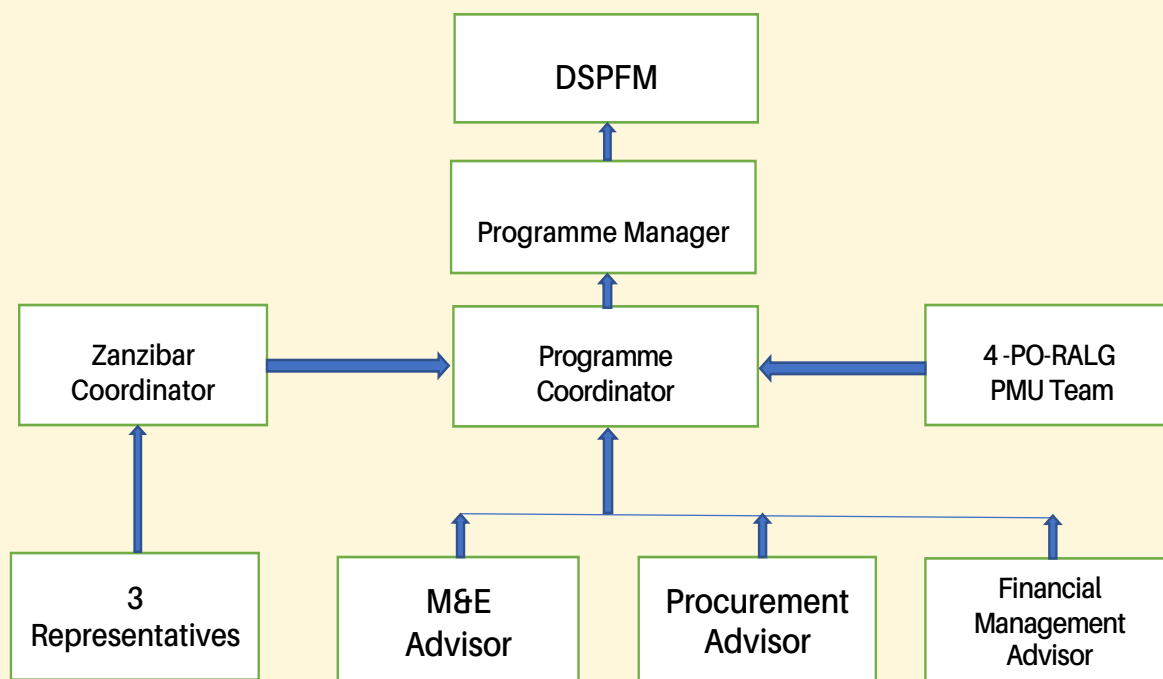 DSPFM
Programme Manager
Zanzibar
Coordinator
Programme
Coordinator
4 -PO-RALG
PMU Team
3
Representatives
M&E
Advisor
Procurement
Advisor
Financial
Management
Advisor